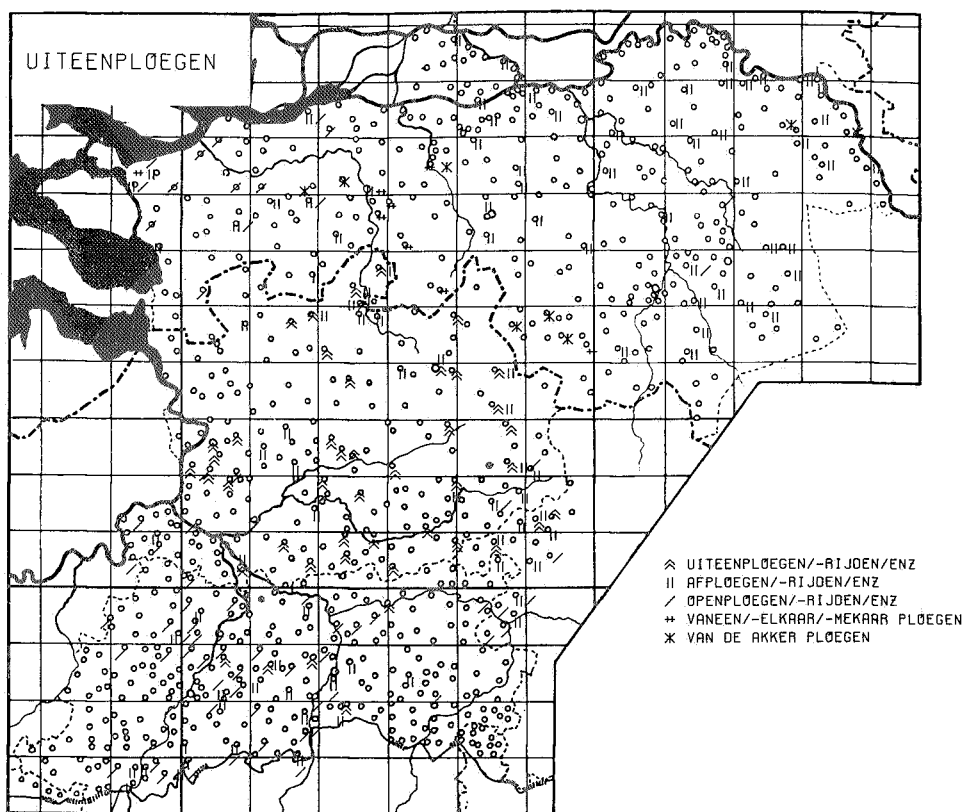 UITEENPLOEGEN
UITEENPLOEGEN/-RIJDEN/ENZ
AFPLOEGEN/-RIJDEN/ENZ
OPENPLOEGEN/-RIJDEN/ENZ
VANEEN/-ELKAAR/-MEKAAR PLOEGEN
VAN DE AKKER PLOEGEN